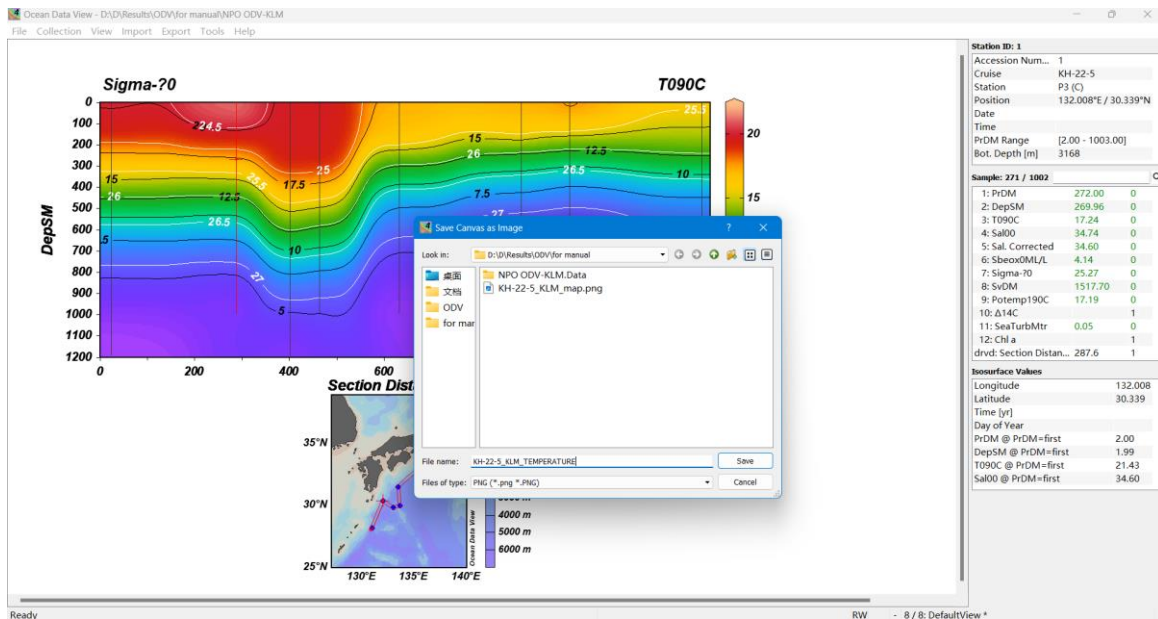 Ocean Data View - D:\D\Results\ODV\for manual\NPO ODV-KLM
File Collection View Import Export Tools Help
Sigma-?0 T090C
DepSM
0
100
200
300
400
500
600
700
800
900
1000
1100
1200
0 200 400 600
Section Dist
24.5
25.5
15
26
12.5
26.5
17.5
25
10
27
5
15
26
12.5
26.5
10
7.5
27
25.5
20
15
35°N
30°N
25°N
130°E 135°E 140°E
4000 m
5000 m
6000 m
Ocean Data View
Save Canvas as Image ?
Look in: D:\D\Results\ODV\for manual
桌面
文档
ODV
for mar
NPO ODV-KLM.Data
KH-22-5_KLM_map.png
File name: KH-22-5_KLM_TEMPERATURE Save
Files of type: PNG (*.png *.PNG) Cancel
Station ID: 1
Accession Num... 1
Cruise KH-22-5
Station P3 (C)
Position 132.008°E / 30.339°N
Date
Time
PrDM Range [2.00 - 1003.00]
Bot. Depth [m] 3168
Sample: 271 / 1002
1: PrDM 272.00 0
2: DepSM 269.96 0
3: T090C 17.24 0
4: Sal00 34.74 0
5: Sal. Corrected 34.60 0
6: Sbeox0ML/L 4.14 0
7: Sigma-?0 25.27 0
8: SvDM 1517.70 0
9: Potemp190C 17.19 0
10: Δ14C 1
11: SeaTurbMtr 0.05 0
12: Chl a 1
drvd: Section Distan... 287.6 1
Isosurface Values
Longitude 132.008
Latitude 30.339
Time [yr]
Day of Year
PrDM @ PrDM=first 2.00
DepSM @ PrDM=first 1.99
T090C @ PrDM=first 21.43
Sal00 @ PrDM=first 34.60
Ready RW - 8 / 8: DefaultView *